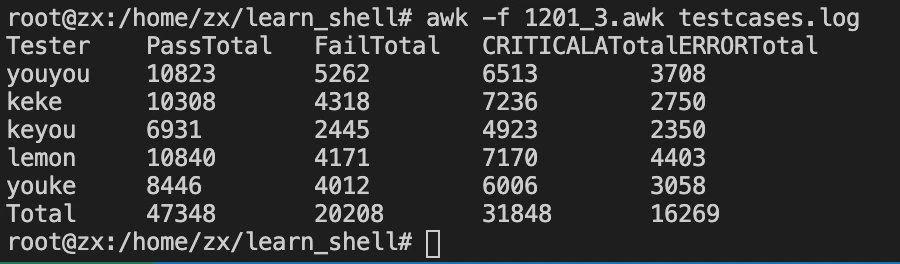 root@zx:/home/zx/learn_shell# awk -f 1201_3.awk testcases.log
Tester PassTotal FailTotal CRITICALATotalERRORTotal
youyou 10823 5262 6513 3708
keke 10308 4318 7236 2750
keyou 6931 2445 4923 2350
lemon 10840 4171 7170 4403
youke 8446 4012 6006 3058
Total 47348 20208 31848 16269
root@zx:/home/zx/learn_shell#